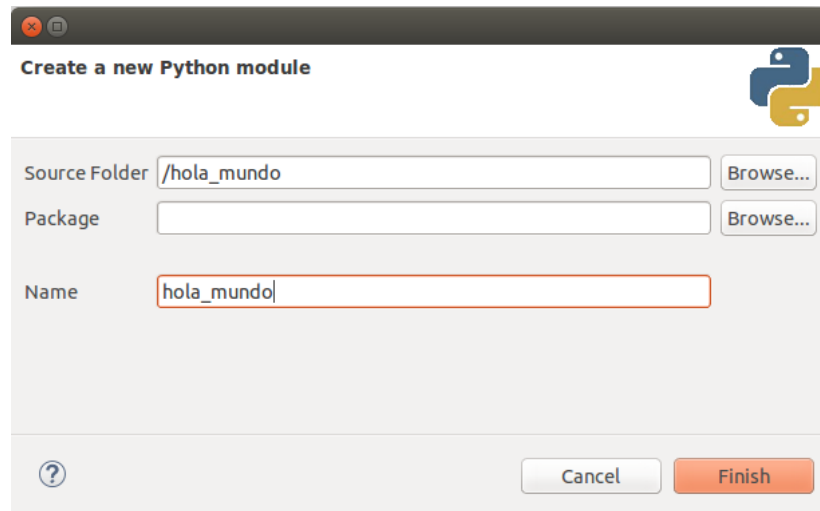 Create a new Python module
Source Folder /hola_mundo Browse...
Package Browse...
Name hola_mundo
? Cancel Finish